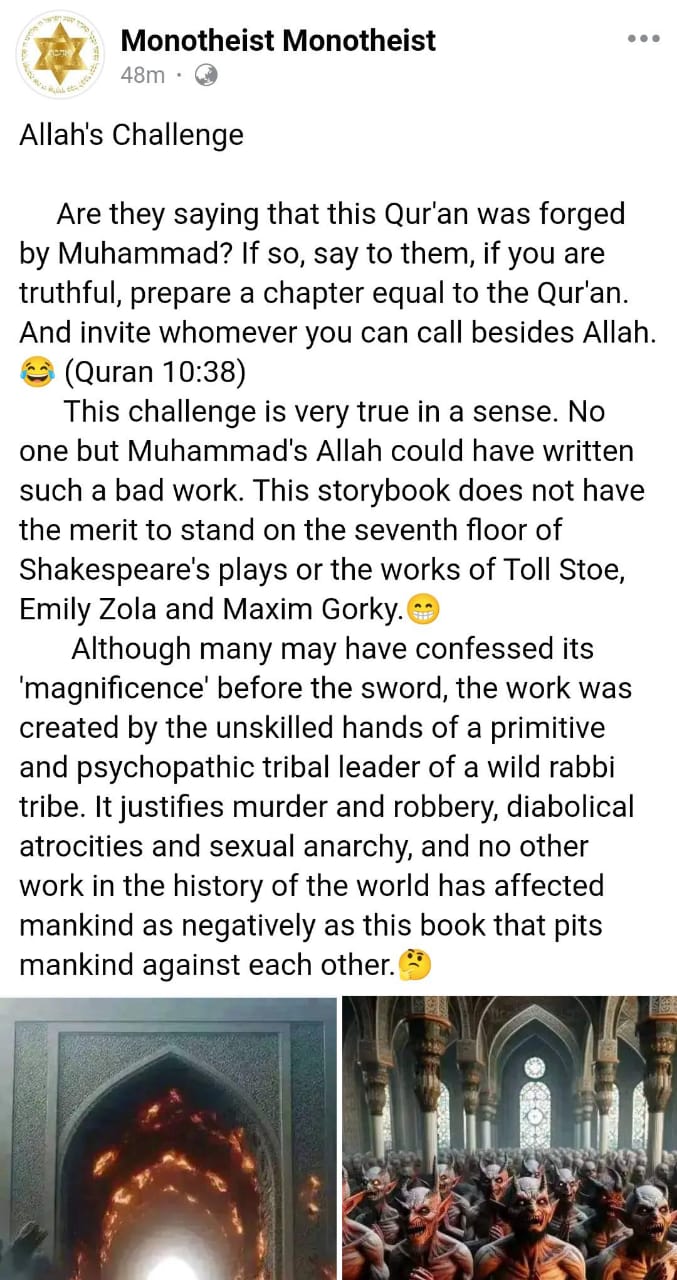 Monotheist Monotheist
48m
Allah's Challenge
Are they saying that this Qur'an was forged
by Muhammad? If so, say to them, if you are
truthful, prepare a chapter equal to the Qur'an.
And invite whomever you can call besides Allah.
😂 (Quran 10:38)
This challenge is very true in a sense. No
one but Muhammad's Allah could have written
such a bad work. This storybook does not have
the merit to stand on the seventh floor of
Shakespeare's plays or the works of Toll Stoe,
Emily Zola and Maxim Gorky.😁
Although many may have confessed its
'magnificence' before the sword, the work was
created by the unskilled hands of a primitive
and psychopathic tribal leader of a wild rabbi
tribe. It justifies murder and robbery, diabolical
atrocities and sexual anarchy, and no other
work in the history of the world has affected
mankind as negatively as this book that pits
mankind against each other.🤔